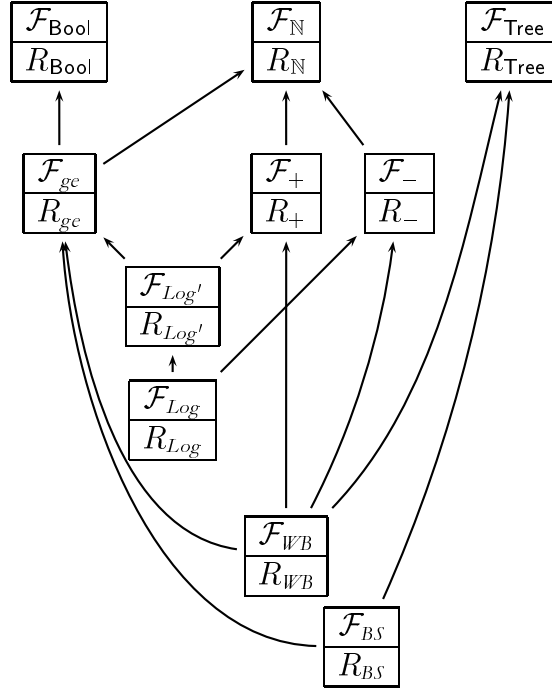 𝓕_Bool
R_Bool
𝓕_ℕ
R_ℕ
𝓕_Tree
R_Tree
𝓕_ge
R_ge
𝓕_+
R_+
𝓕_−
R_−
𝓕_Log′
R_Log′
𝓕_Log
R_Log
𝓕_WB
R_WB
𝓕_BS
R_BS